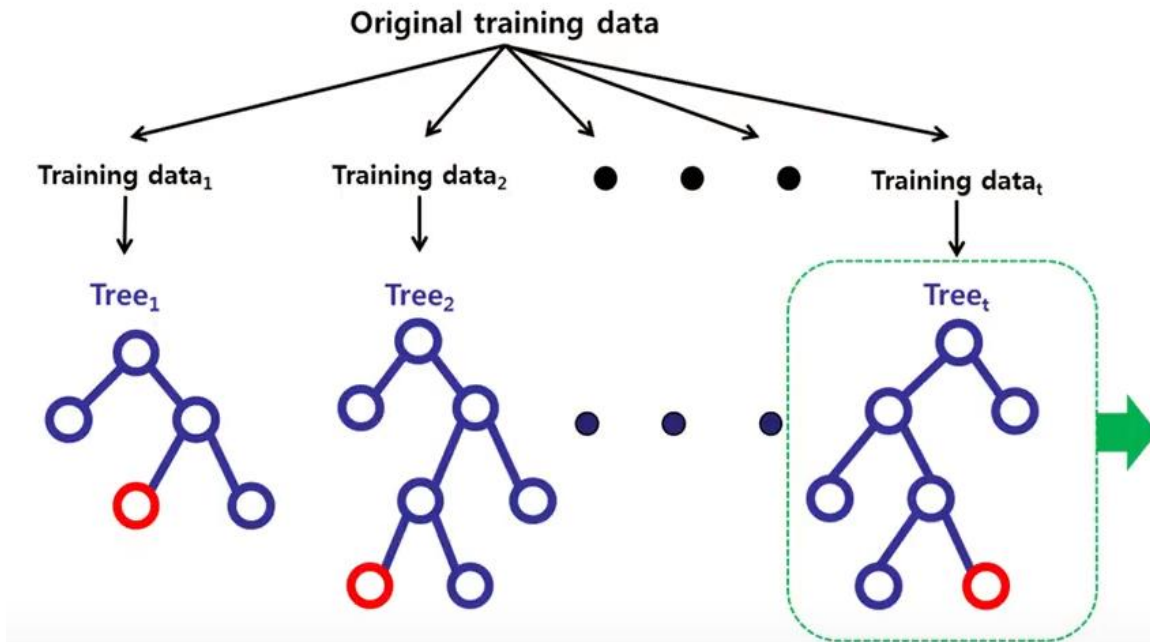 Original training data
Training data₁
Training data₂
Training dataₜ
Tree₁
Tree₂
Treeₜ